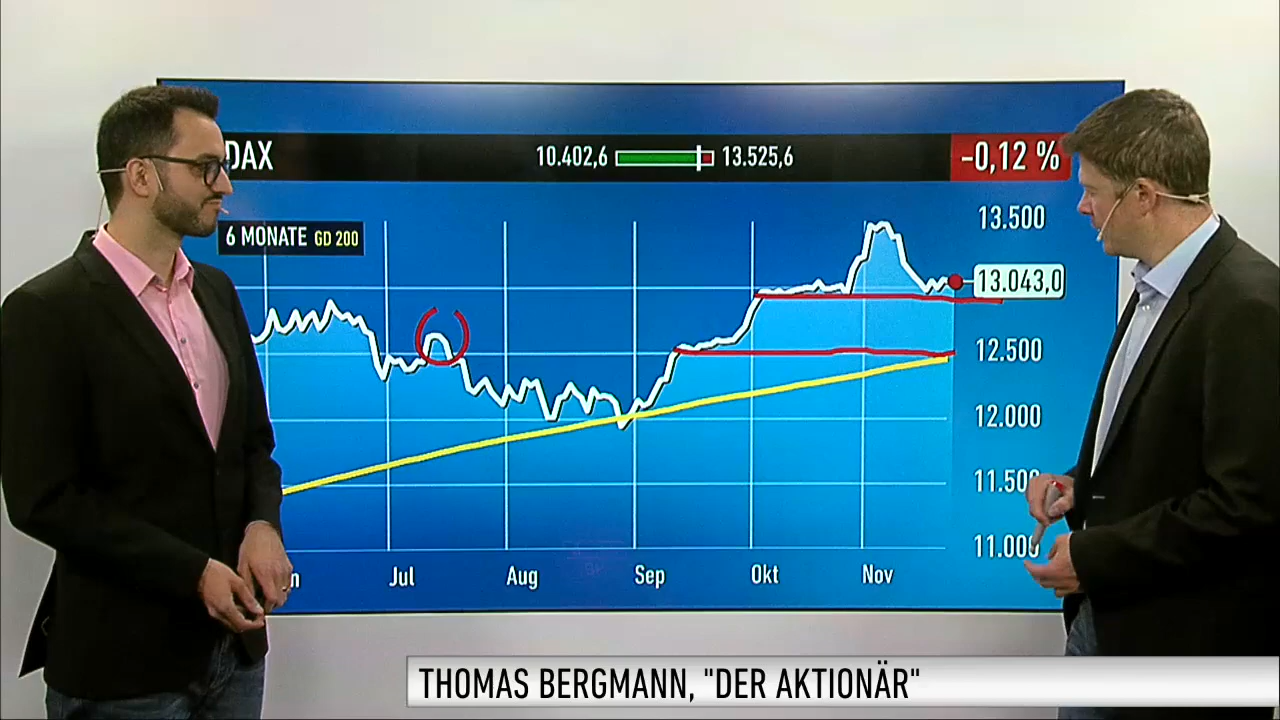 DAX 10.402,6 13.525,6 -0,12 %
6 MONATE GD 200
13.500
13.043,0
12.500
12.000
11.500
11.000
Jul Aug Sep Okt Nov
THOMAS BERGMANN, "DER AKTIONÄR"